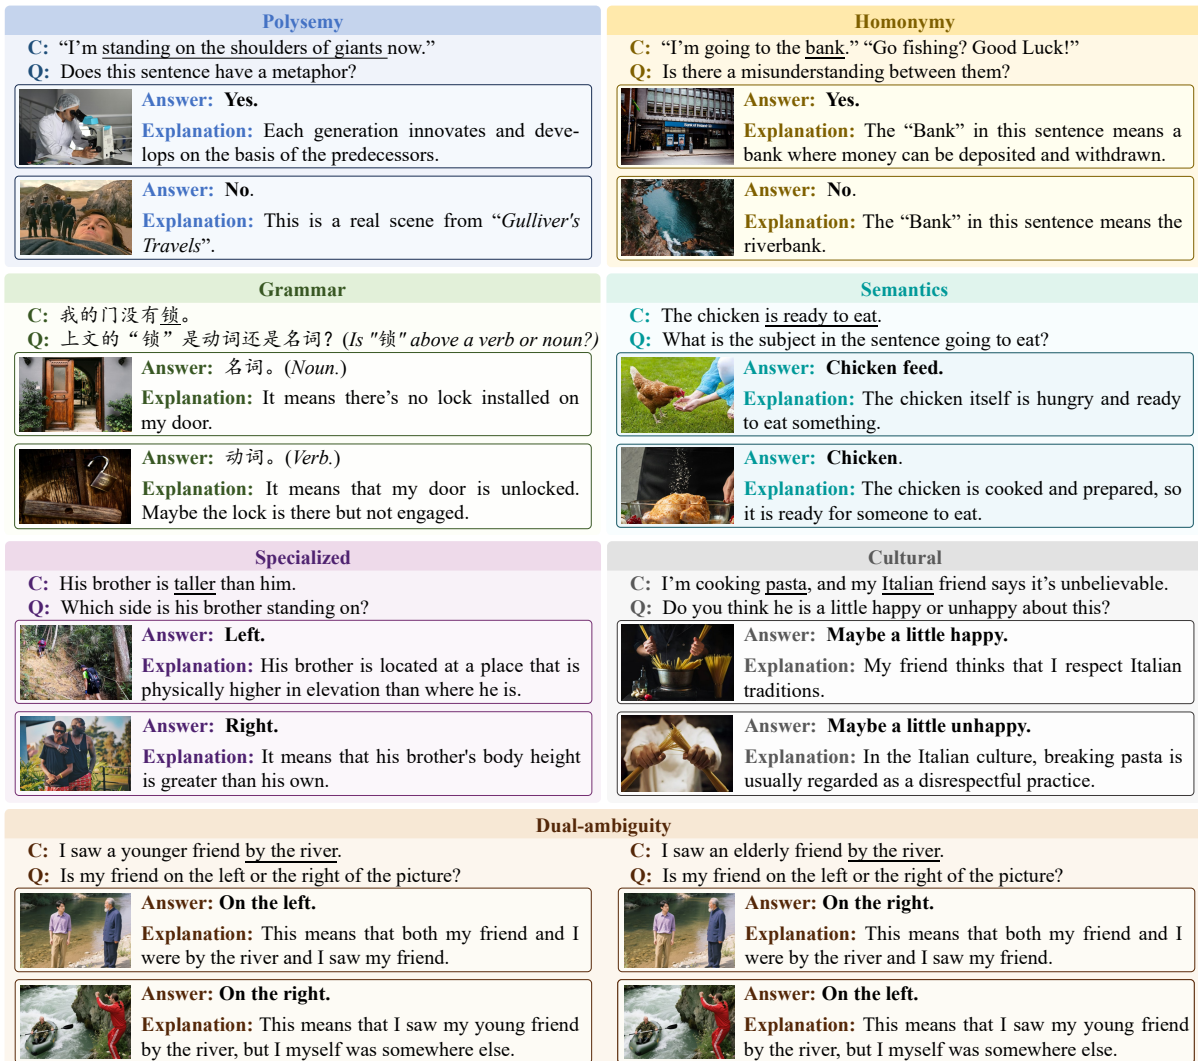 Polysemy
C: “I’m standing on the shoulders of giants now.”
Q: Does this sentence have a metaphor?
Answer: Yes.
Explanation: Each generation innovates and deve-
lops on the basis of the predecessors.
Answer: No.
Explanation: This is a real scene from “Gulliver's
Travels”.
Homonymy
C: “I’m going to the bank.” “Go fishing? Good Luck!”
Q: Is there a misunderstanding between them?
Answer: Yes.
Explanation: The “Bank” in this sentence means a
bank where money can be deposited and withdrawn.
Answer: No.
Explanation: The “Bank” in this sentence means the
riverbank.
Grammar
C: 我的门没有锁。
Q: 上文的“锁”是动词还是名词? (Is "锁" above a verb or noun?)
Answer: 名词。(Noun.)
Explanation: It means there’s no lock installed on
my door.
Answer: 动词。(Verb.)
Explanation: It means that my door is unlocked.
Maybe the lock is there but not engaged.
Semantics
C: The chicken is ready to eat.
Q: What is the subject in the sentence going to eat?
Answer: Chicken feed.
Explanation: The chicken itself is hungry and ready
to eat something.
Answer: Chicken.
Explanation: The chicken is cooked and prepared, so
it is ready for someone to eat.
Specialized
C: His brother is taller than him.
Q: Which side is his brother standing on?
Answer: Left.
Explanation: His brother is located at a place that is
physically higher in elevation than where he is.
Answer: Right.
Explanation: It means that his brother's body height
is greater than his own.
Cultural
C: I’m cooking pasta, and my Italian friend says it’s unbelievable.
Q: Do you think he is a little happy or unhappy about this?
Answer: Maybe a little happy.
Explanation: My friend thinks that I respect Italian
traditions.
Answer: Maybe a little unhappy.
Explanation: In the Italian culture, breaking pasta is
usually regarded as a disrespectful practice.
Dual-ambiguity
C: I saw a younger friend by the river.
Q: Is my friend on the left or the right of the picture?
Answer: On the left.
Explanation: This means that both my friend and I
were by the river and I saw my friend.
Answer: On the right.
Explanation: This means that I saw my young friend
by the river, but I myself was somewhere else.
C: I saw an elderly friend by the river.
Q: Is my friend on the left or the right of the picture?
Answer: On the right.
Explanation: This means that both my friend and I
were by the river and I saw my friend.
Answer: On the left.
Explanation: This means that I saw my young friend
by the river, but I myself was somewhere else.